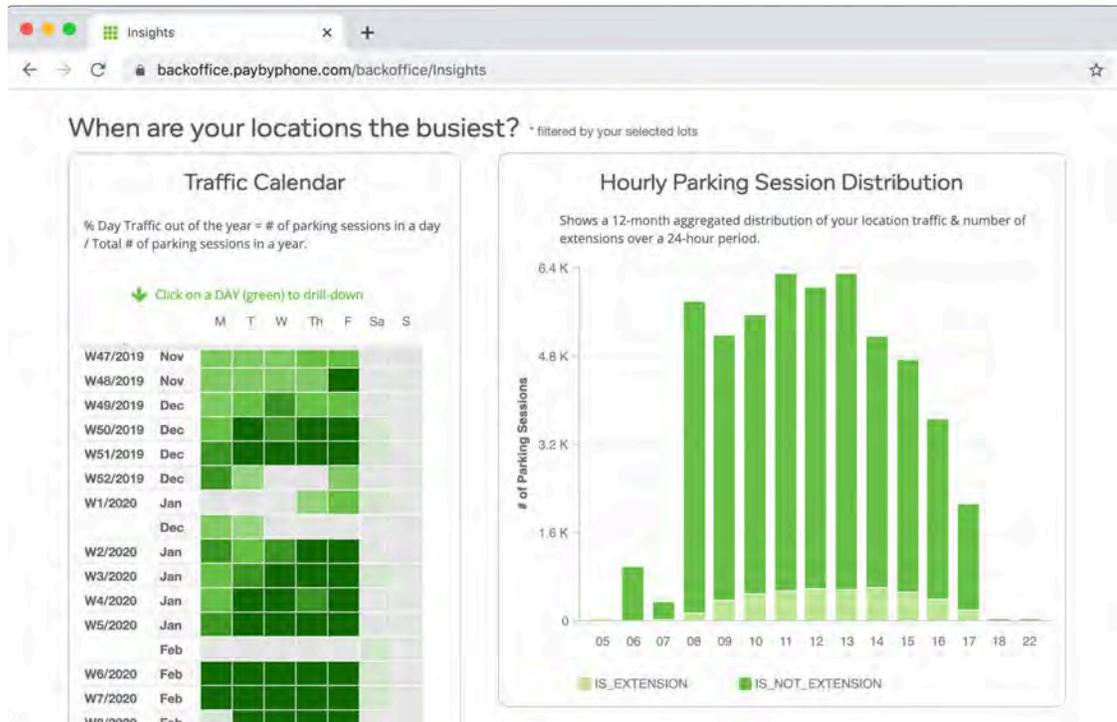 Insights
backoffice.paybyphone.com/backoffice/Insights
When are your locations the busiest? * filtered by your selected lots
Traffic Calendar
% Day Traffic out of the year = # of parking sessions in a day
/ Total # of parking sessions in a year.
Click on a DAY (green) to drill-down
M T W Th F Sa S
W47/2019 Nov
W48/2019 Nov
W49/2019 Dec
W50/2019 Dec
W51/2019 Dec
W52/2019 Dec
W1/2020 Jan
Dec
W2/2020 Jan
W3/2020 Jan
W4/2020 Jan
W5/2020 Jan
Feb
W6/2020 Feb
W7/2020 Feb
W8/2020 Feb
Hourly Parking Session Distribution
Shows a 12-month aggregated distribution of your location traffic & number of
extensions over a 24-hour period.
# of Parking Sessions
6.4 K
4.8 K
3.2 K
1.6 K
0
05 06 07 08 09 10 11 12 13 14 15 16 17 18 22
IS_EXTENSION IS_NOT_EXTENSION